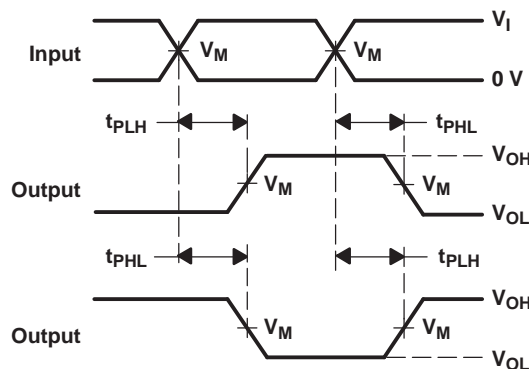 V_I
Input V_M V_M
0 V
t_PLH t_PHL
V_OH
Output V_M V_M
V_OL
t_PHL t_PLH
V_OH
Output V_M V_M
V_OL